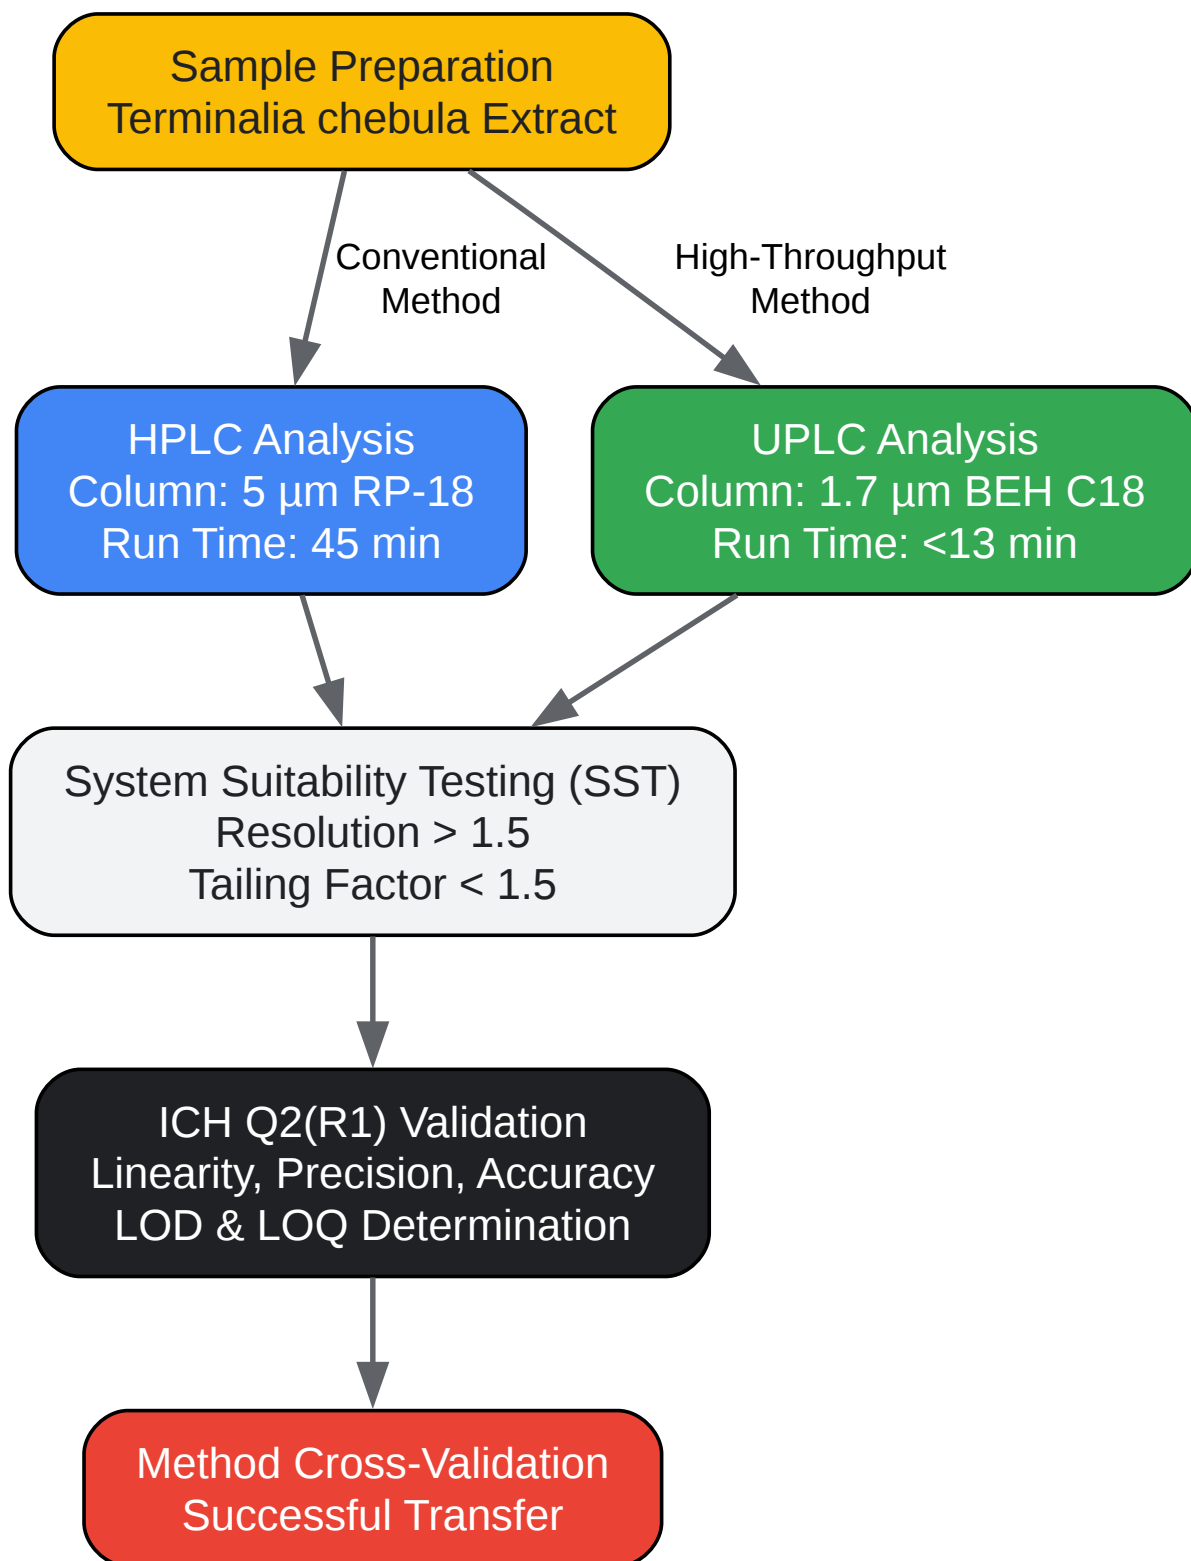 Sample Preparation
Terminalia chebula Extract
Conventional
Method
High-Throughput
Method
HPLC Analysis
Column: 5 µm RP-18
Run Time: 45 min
UPLC Analysis
Column: 1.7 µm BEH C18
Run Time: <13 min
System Suitability Testing (SST)
Resolution > 1.5
Tailing Factor < 1.5
ICH Q2(R1) Validation
Linearity, Precision, Accuracy
LOD & LOQ Determination
Method Cross-Validation
Successful Transfer